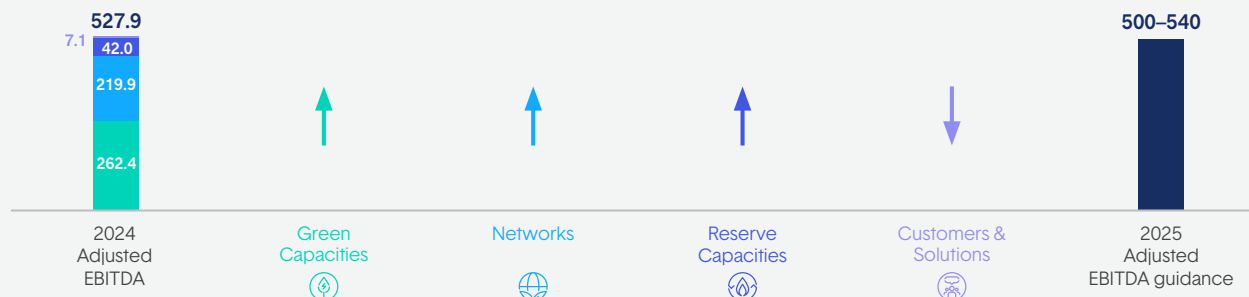 527.9
7.1
42.0
219.9
262.4
500–540
2024
Adjusted
EBITDA
Green
Capacities
Networks
Reserve
Capacities
Customers &
Solutions
2025
Adjusted
EBITDA guidance